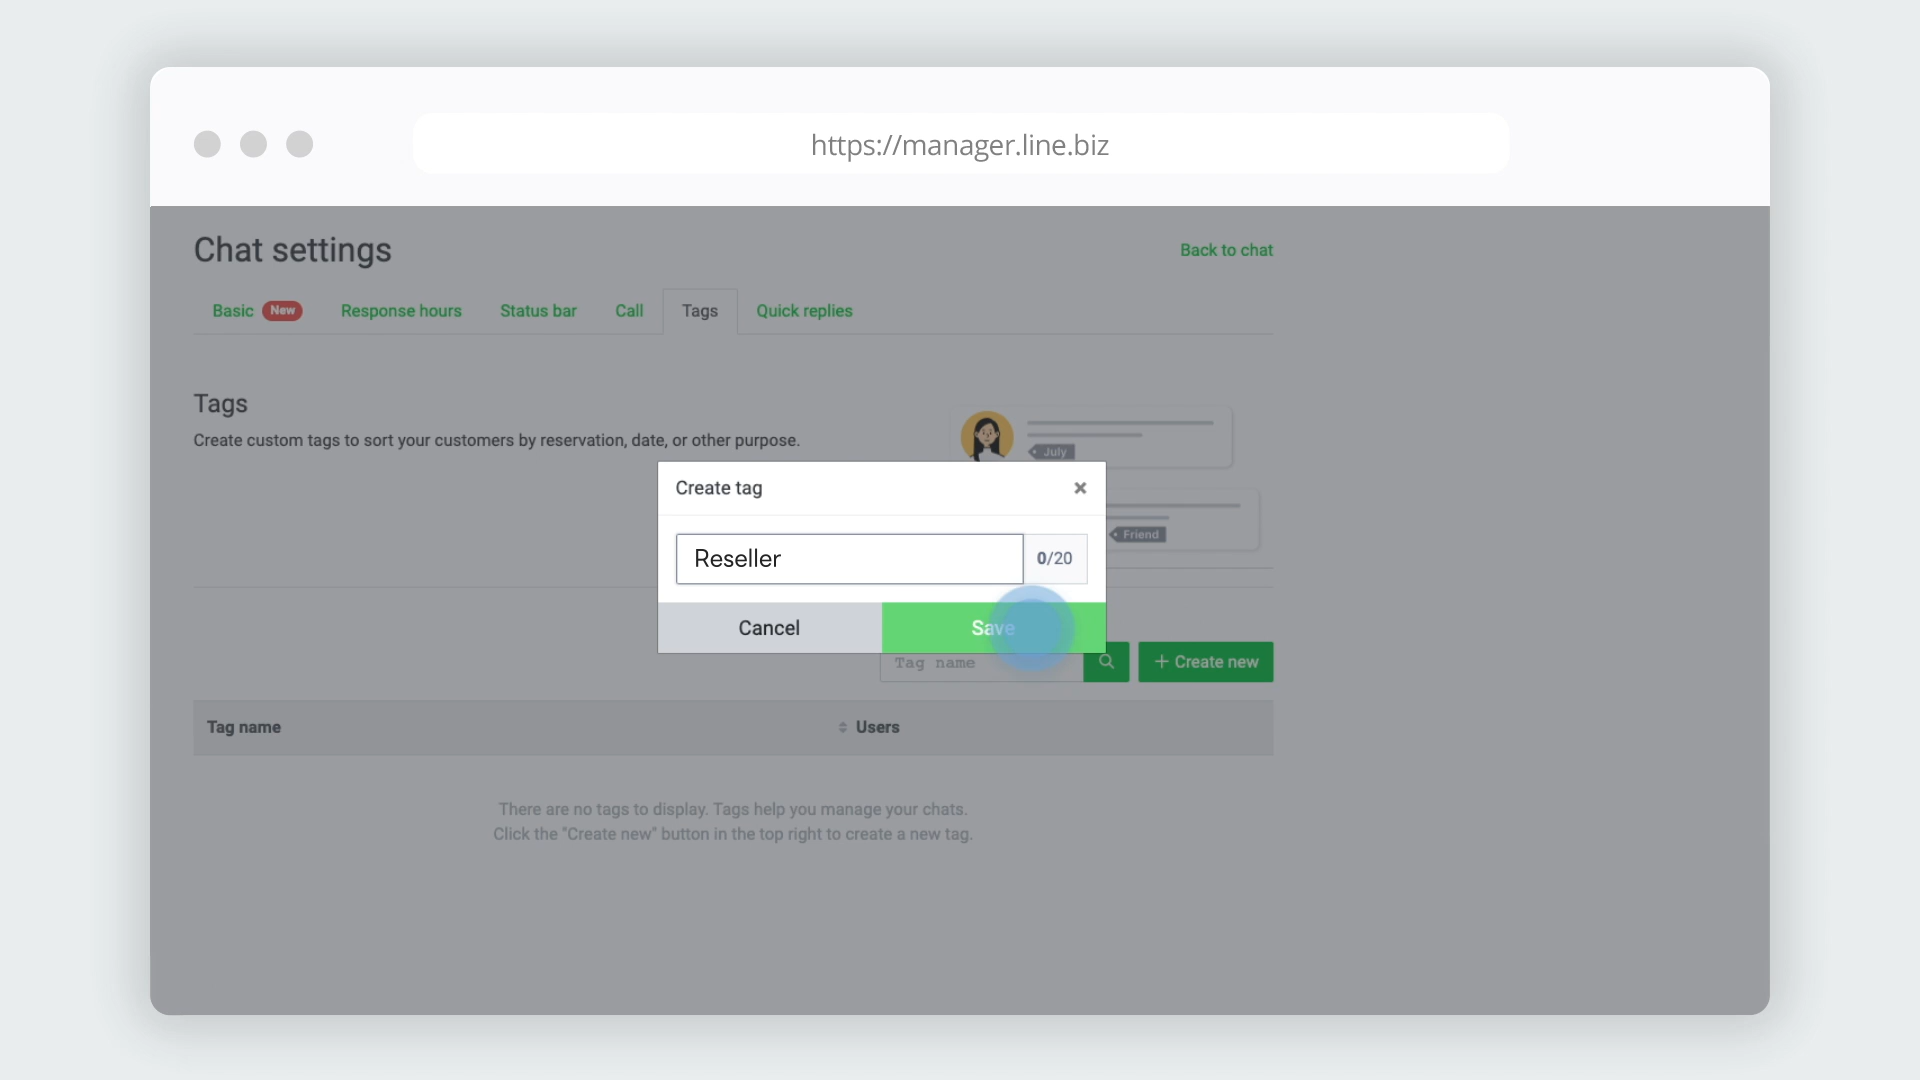 https://manager.line.biz
Chat settings
Back to chat
Basic New Response hours Status bar Call Tags Quick replies
Tags
Create custom tags to sort your customers by reservation, date, or other purpose.
July
Friend
Create tag ×
Reseller 0/20
Cancel Save
Tag name + Create new
Tag name Users
There are no tags to display. Tags help you manage your chats.
Click the "Create new" button in the top right to create a new tag.